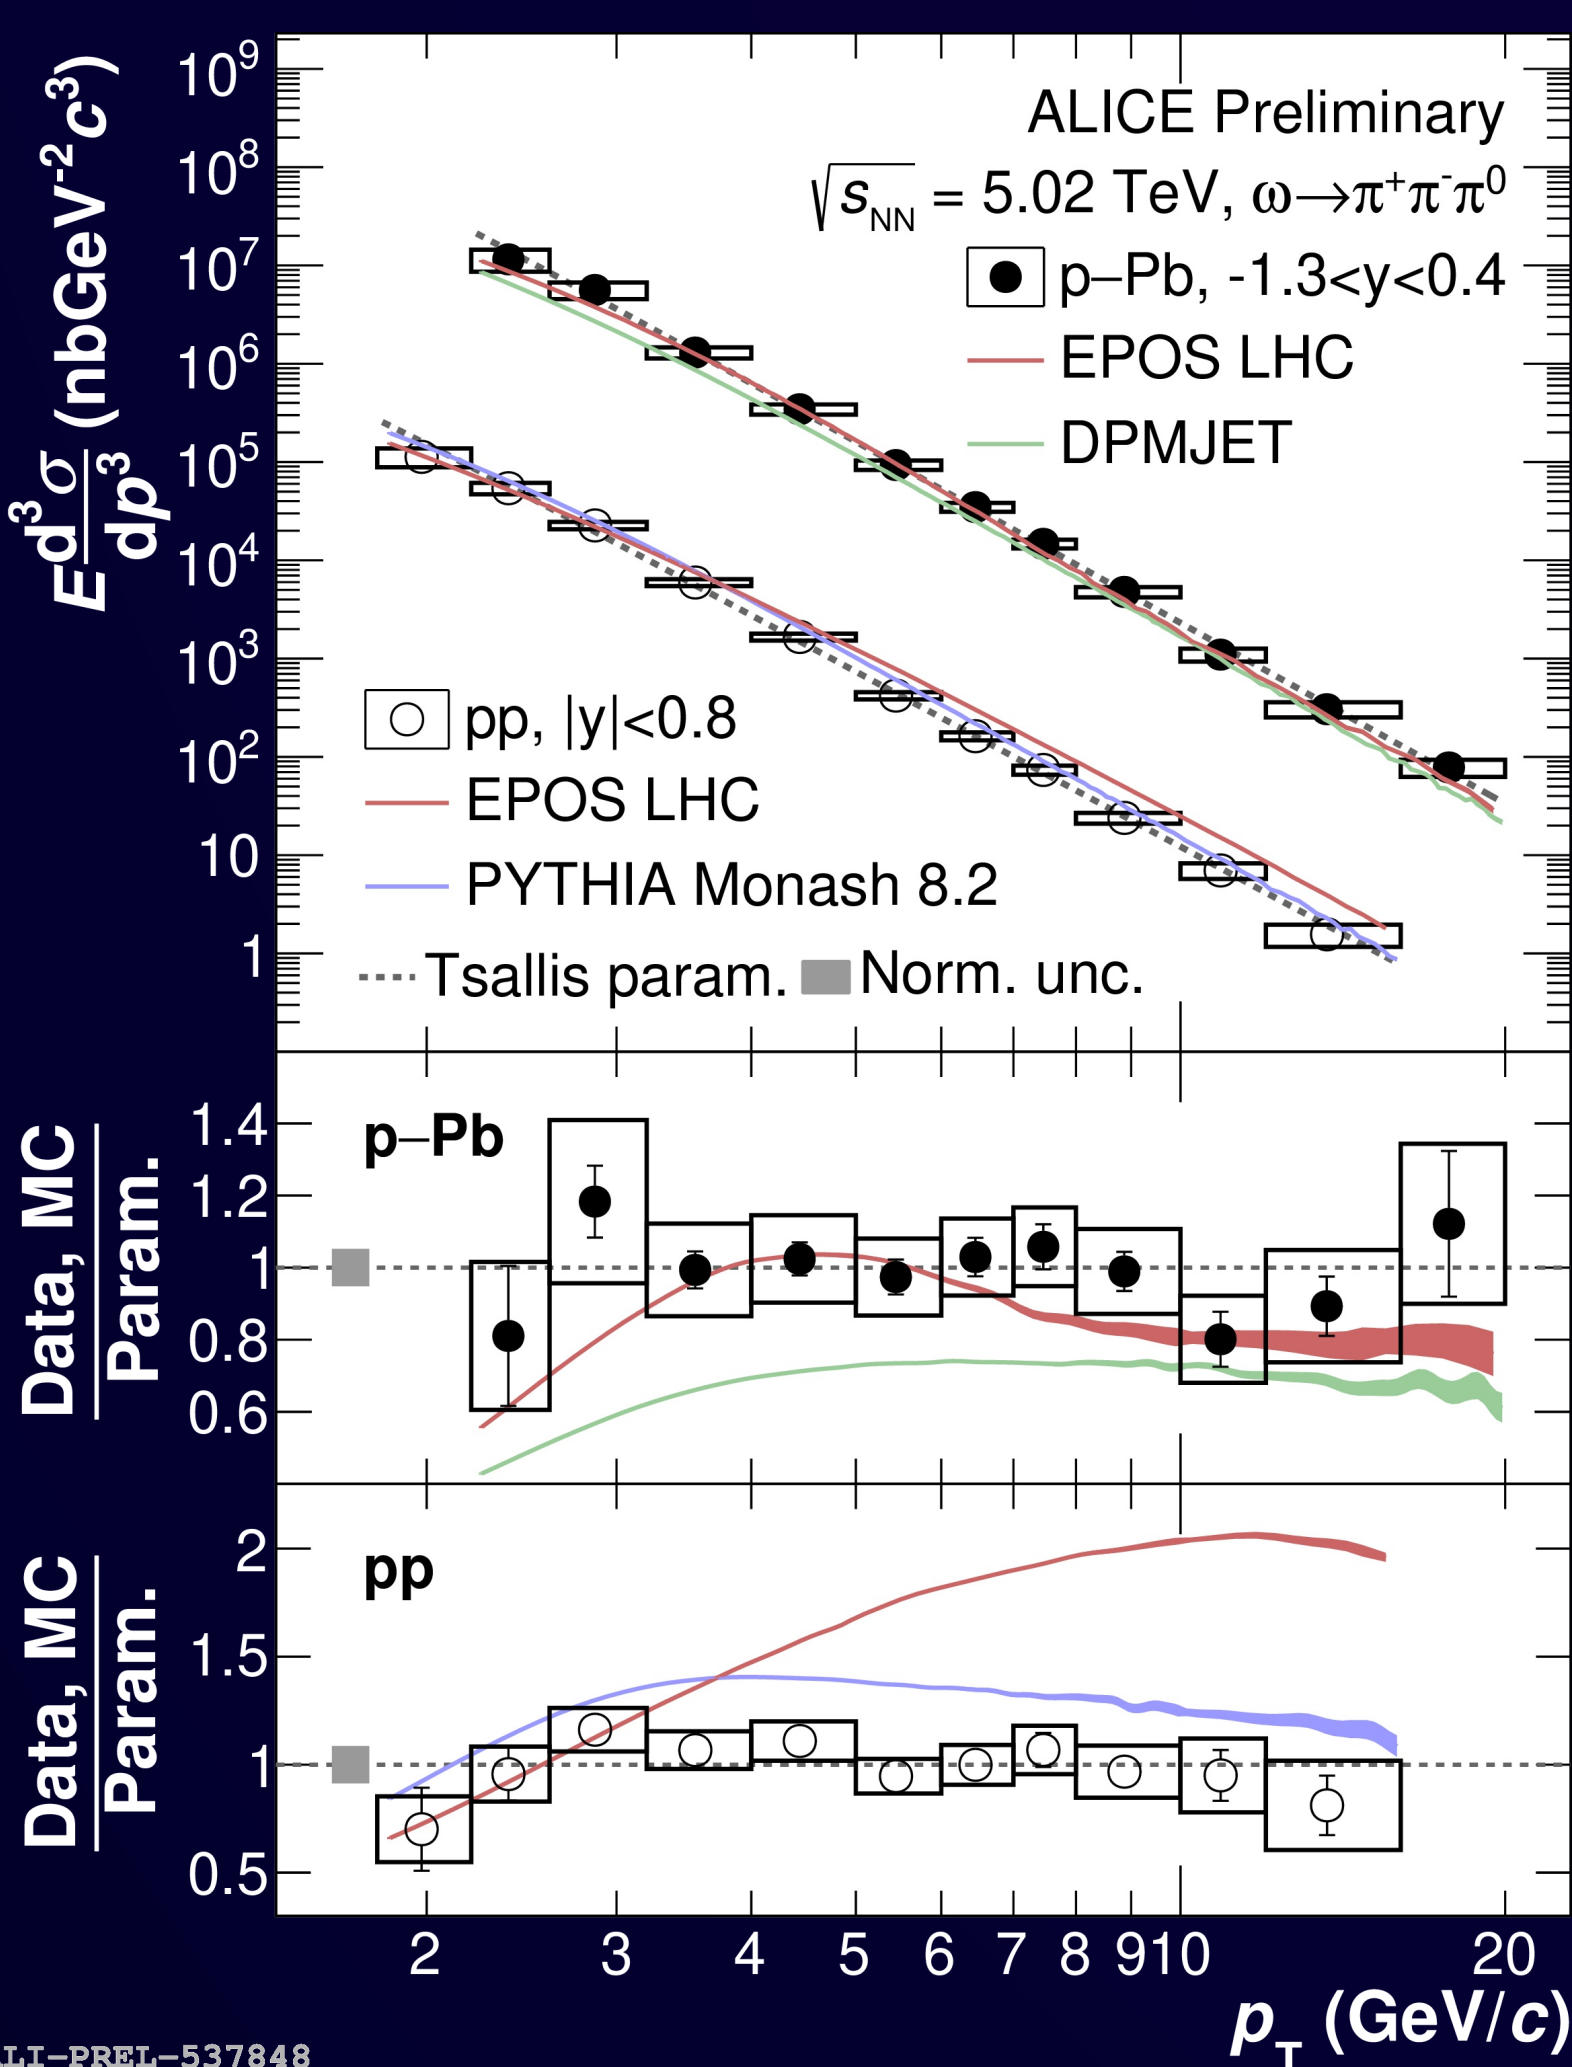 10⁹
10⁸
10⁷
10⁶
10⁵
10⁴
10³
10²
10
1
E d³σ/dp³ (nbGeV⁻²c³)
ALICE Preliminary
√s_NN = 5.02 TeV, ω→π⁺π⁻π⁰
p–Pb, -1.3<y<0.4
EPOS LHC
DPMJET
pp, |y|<0.8
EPOS LHC
PYTHIA Monash 8.2
Tsallis param. Norm. unc.
Data, MC
Param.
1.4
1.2
1
0.8
0.6
p–Pb
Data, MC
Param.
2
1.5
1
0.5
pp
2 3 4 5 6 7 8 910 20
p_T (GeV/c)
LI-PREL-537848